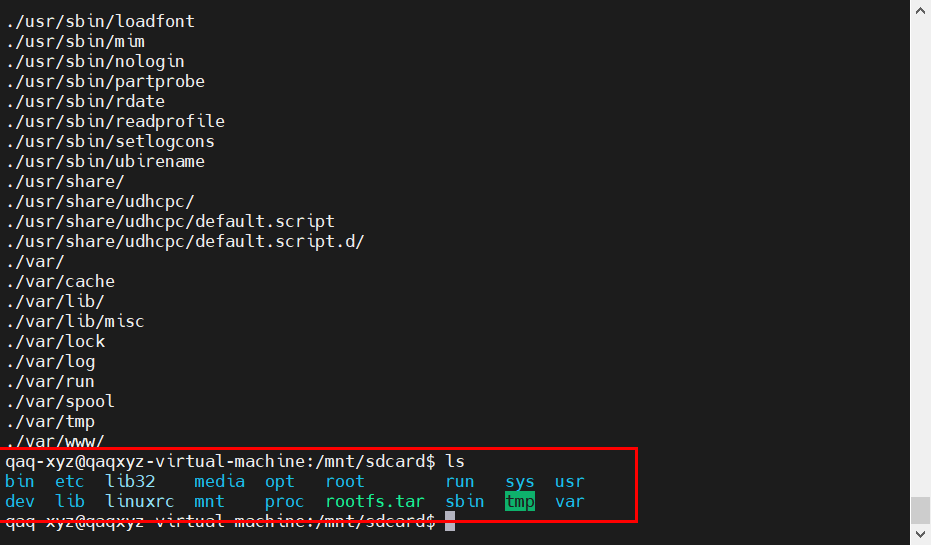 ./usr/sbin/loadfont
./usr/sbin/mim
./usr/sbin/nologin
./usr/sbin/partprobe
./usr/sbin/rdate
./usr/sbin/readprofile
./usr/sbin/setlogcons
./usr/sbin/ubirename
./usr/share/
./usr/share/udhcpc/
./usr/share/udhcpc/default.script
./usr/share/udhcpc/default.script.d/
./var/
./var/cache
./var/lib/
./var/lib/misc
./var/lock
./var/log
./var/run
./var/spool
./var/tmp
./var/www/
qaq-xyz@qaqxyz-virtual-machine:/mnt/sdcard$ ls
bin  etc  lib32    media  opt   root        run   sys  usr
dev  lib  linuxrc  mnt    proc  rootfs.tar  sbin  tmp  var
qaq-xyz@qaqxyz-virtual-machine:/mnt/sdcard$